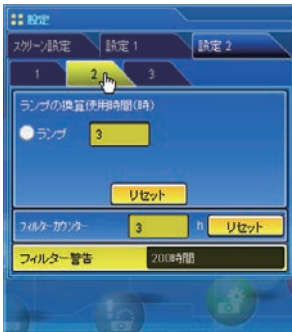 設定
スクリーン設定 設定 1 設定 2
1 2 3
ランプの換算使用時間(時)
ランプ 3
リセット
フィルターカウンター 3 h リセット
フィルター警告 200時間